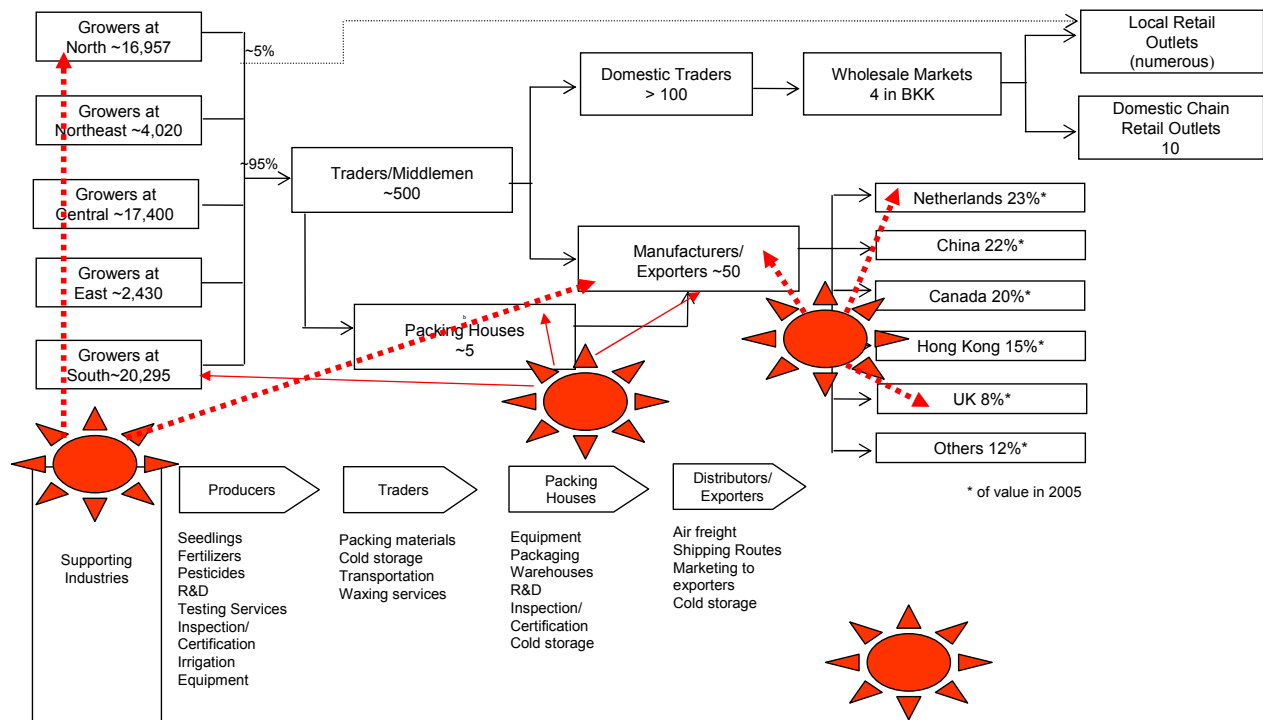 Growers at
North ~16,957
Growers at
Northeast ~4,020
Growers at
Central ~17,400
Growers at
East ~2,430
Growers at
South~20,295
~5%
~95%
Traders/Middlemen
~500
Domestic Traders
> 100
Wholesale Markets
4 in BKK
Local Retail
Outlets
(numerous)
Domestic Chain
Retail Outlets
10
Manufacturers/
Exporters ~50
Packing Houses
~5
Netherlands 23%*
China 22%*
Canada 20%*
Hong Kong 15%*
UK 8%*
Others 12%*
* of value in 2005
Supporting
Industries
Producers
Seedlings
Fertilizers
Pesticides
R&D
Testing Services
Inspection/
Certification
Irrigation
Equipment
Traders
Packing materials
Cold storage
Transportation
Waxing services
Packing
Houses
Equipment
Packaging
Warehouses
R&D
Inspection/
Certification
Cold storage
Distributors/
Exporters
Air freight
Shipping Routes
Marketing to
exporters
Cold storage